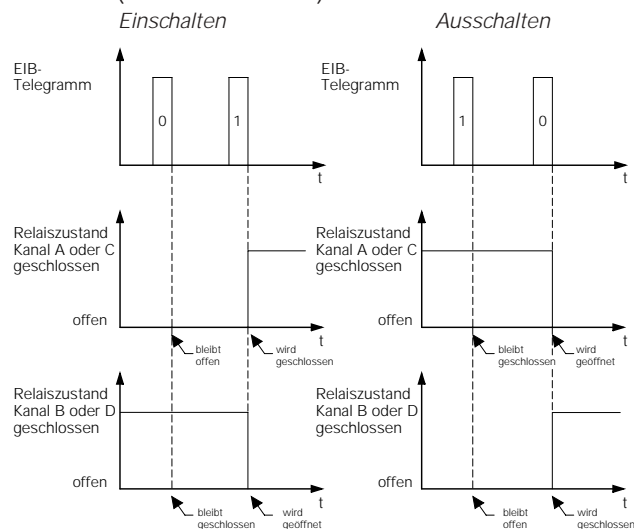 Einschalten
Ausschalten
EIB-
Telegramm
0
1
t
EIB-
Telegramm
1
0
t
Relaiszustand
Kanal A oder C
geschlossen
offen
bleibt
offen
wird
geschlossen
t
Relaiszustand
Kanal A oder C
geschlossen
offen
bleibt
geschlossen
wird
geöffnet
t
Relaiszustand
Kanal B oder D
geschlossen
offen
bleibt
geschlossen
wird
geöffnet
t
Relaiszustand
Kanal B oder D
geschlossen
offen
bleibt
offen
wird
geschlossen
t